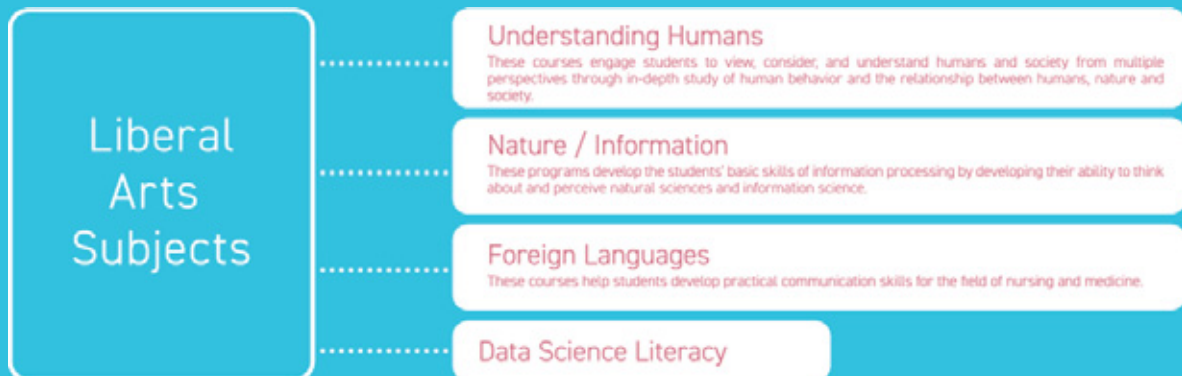 Liberal
Arts
Subjects
Understanding Humans
These courses engage students to view, consider, and understand humans and society from multiple
perspectives through in-depth study of human behavior and the relationship between humans, nature and
society.
Nature / Information
These programs develop the students' basic skills of information processing by developing their ability to think
about and perceive natural sciences and information science.
Foreign Languages
These courses help students develop practical communication skills for the field of nursing and medicine.
Data Science Literacy